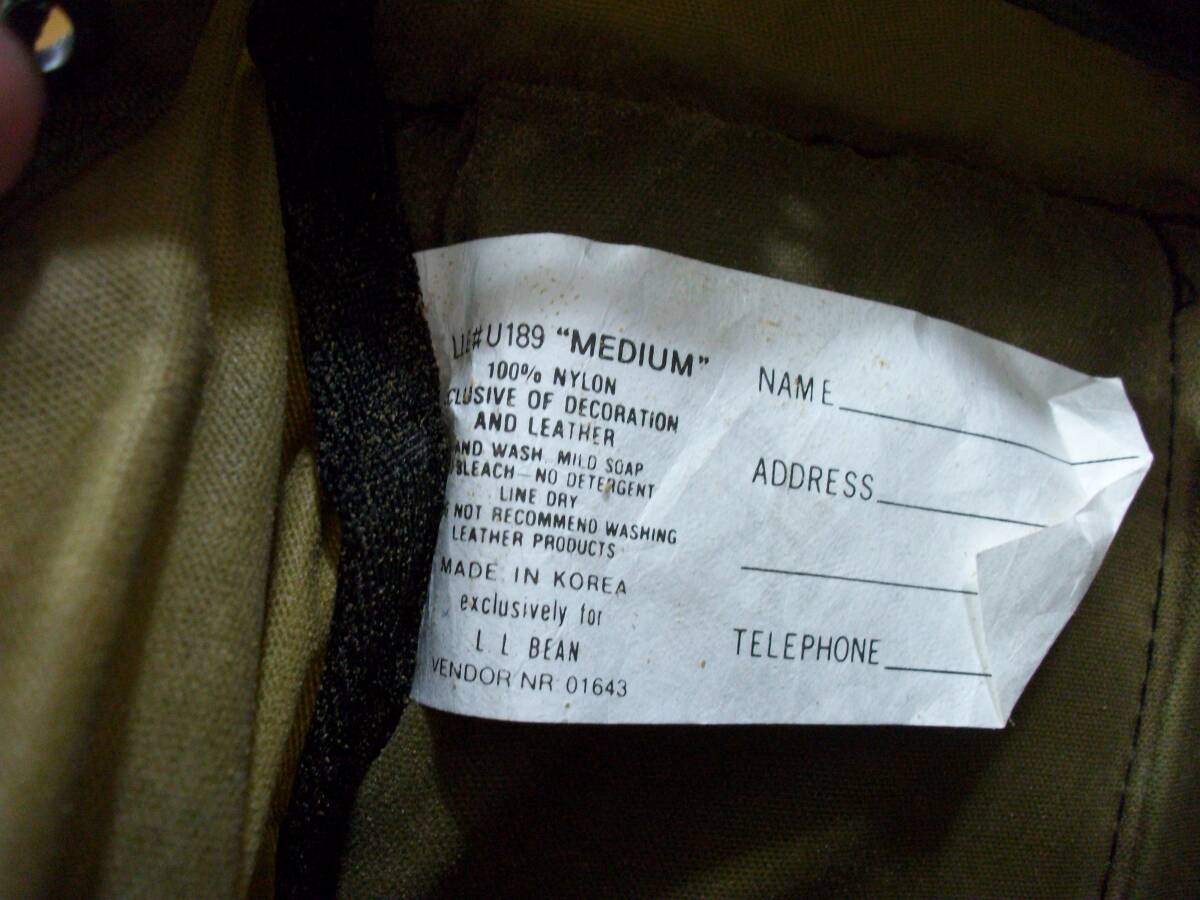 #U189 “MEDIUM”
100% NYLON
CLUSIVE OF DECORATION
AND LEATHER
AND WASH MILD SOAP
BLEACH—NO DETERGENT
LINE DRY
NOT RECOMMEND WASHING
LEATHER PRODUCTS
MADE IN KOREA
exclusively for
L L BEAN
VENDOR NR 01643
NAME
ADDRESS
TELEPHONE